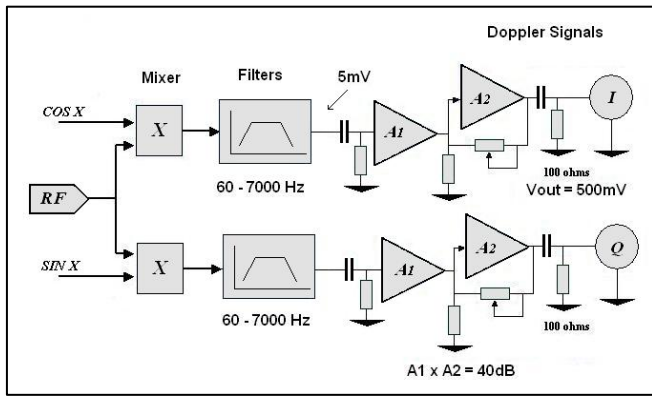 Doppler Signals
Mixer
Filters
5mV
COS X
X
A1
A2
I
60 - 7000 Hz
100 ohms
Vout = 500mV
RF
SIN X
X
A1
A2
Q
60 - 7000 Hz
100 ohms
A1 x A2 = 40dB